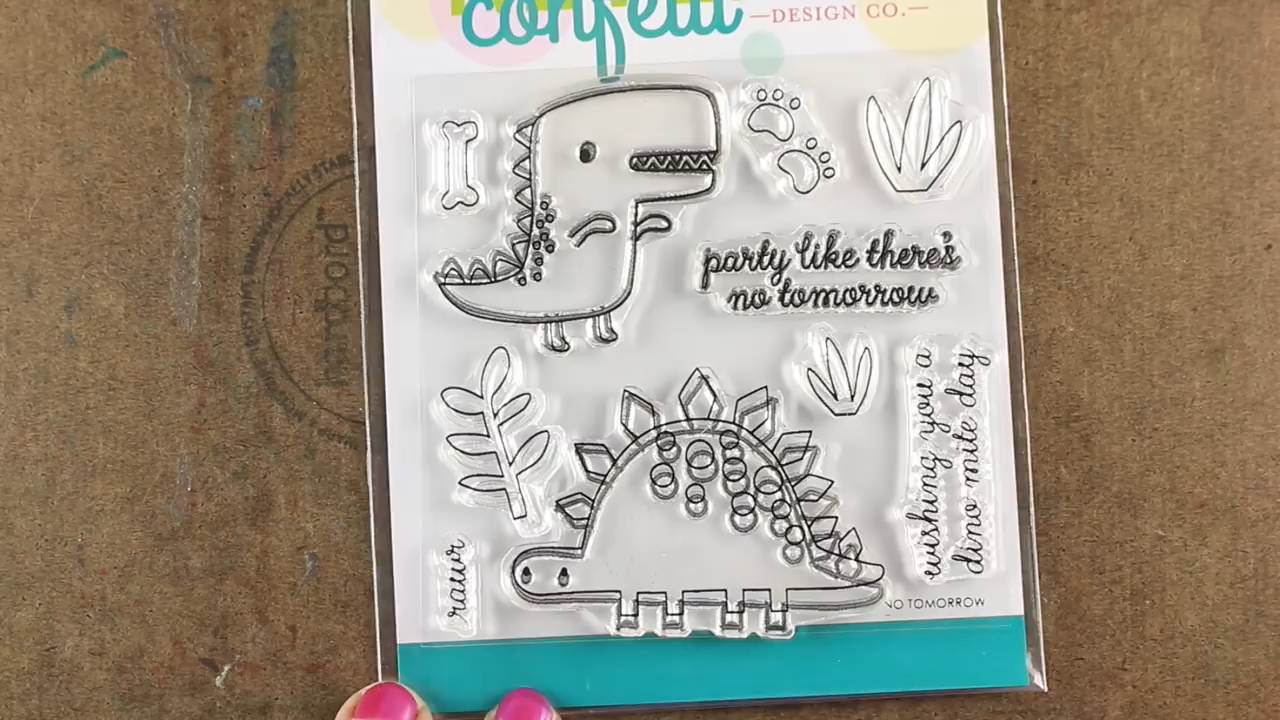 confetti
—DESIGN CO.—
party like there's
no tomorrow
wishing you a
dino mite day
rawr
NO TOMORROW